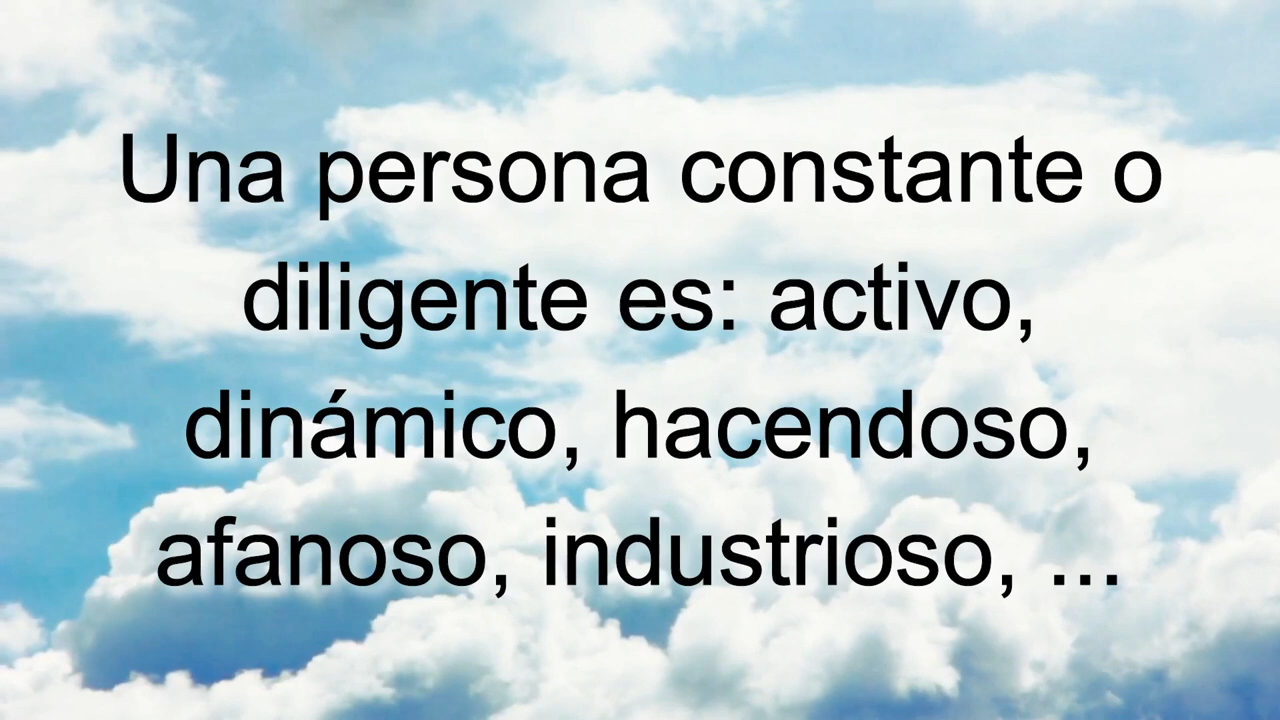 Una persona constante o
diligente es: activo,
dinámico, hacendoso,
afanoso, industrioso, ...